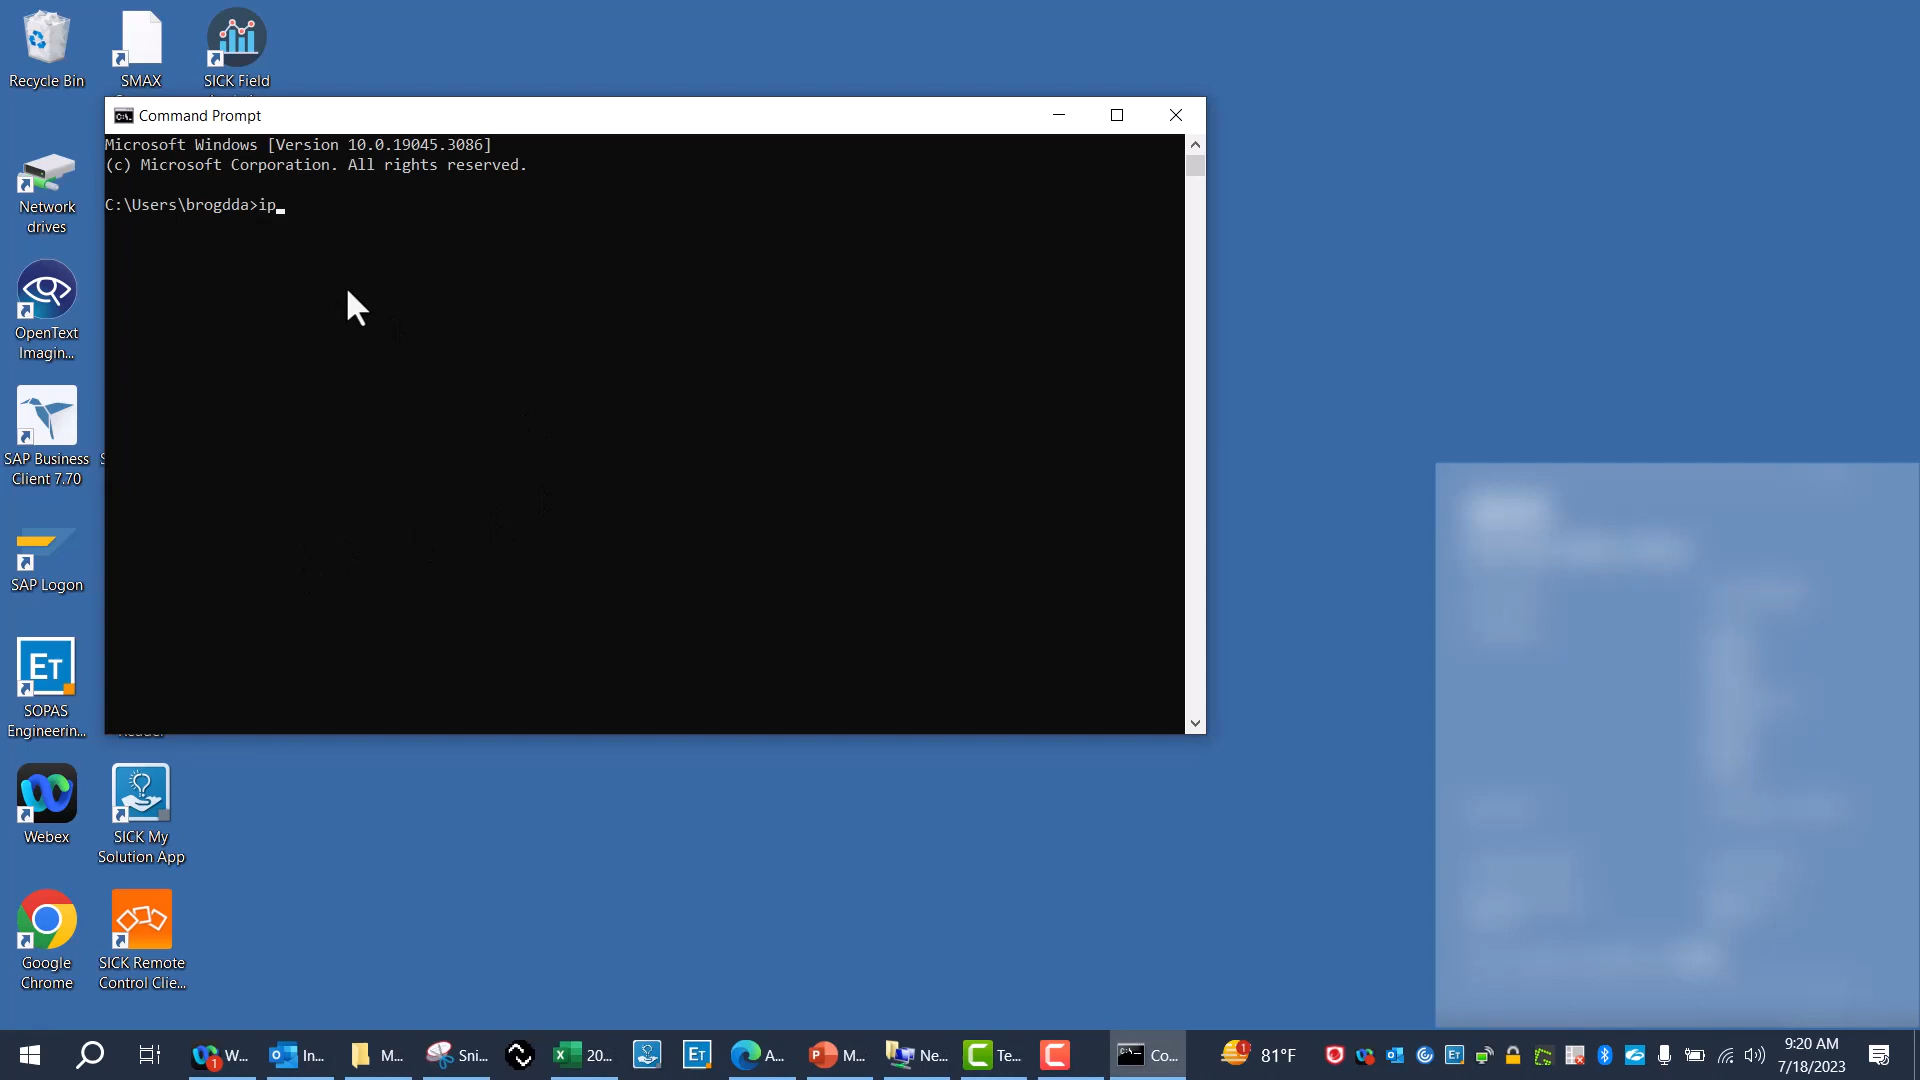 Recycle Bin
SMAX
SICK Field
Command Prompt
Microsoft Windows [Version 10.0.19045.3086]
(c) Microsoft Corporation. All rights reserved.
C:\Users\brogdda>ip
Network
drives
OpenText
Imagin...
SAP Business
Client 7.70
SAP Logon
ET
SOPAS
Engineerin...
Webex
SICK My
Solution App
Google
Chrome
SICK Remote
Control Clie...
W...
In...
M...
Sni...
20...
ET
A...
M...
Ne...
Te...
Co...
81°F
9:20 AM
7/18/2023